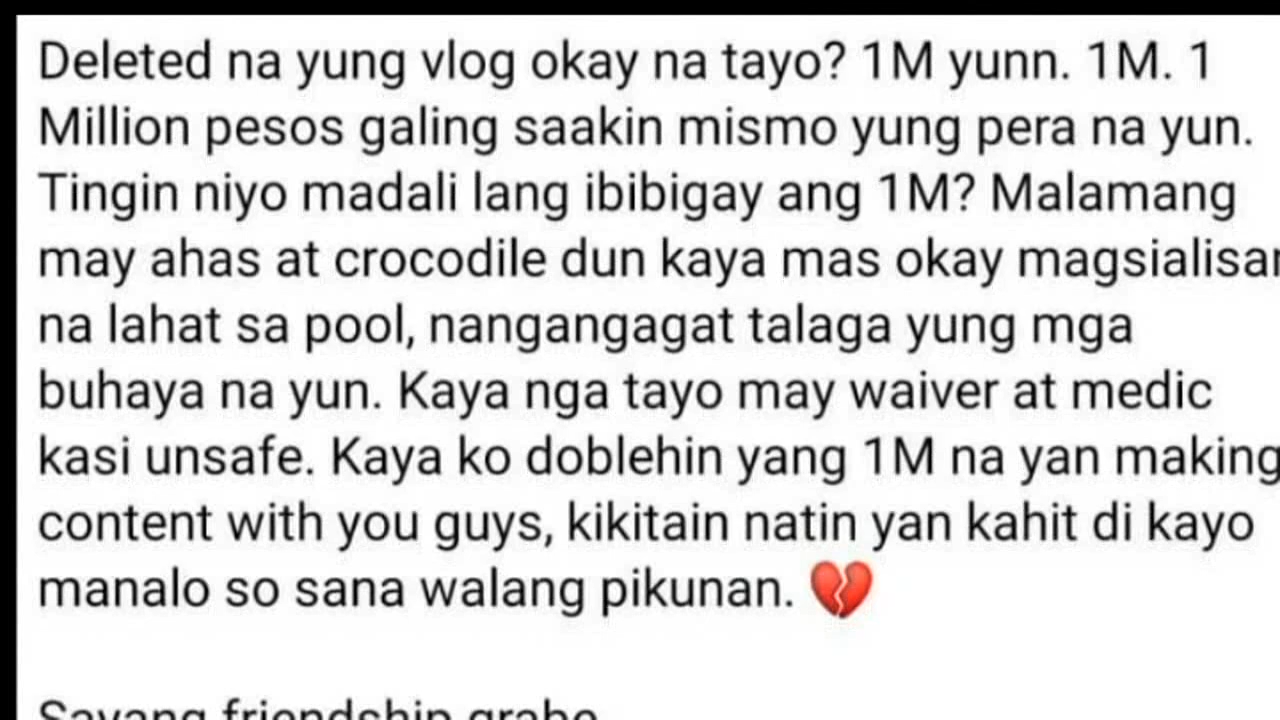 Deleted na yung vlog okay na tayo? 1M yunn. 1M. 1
Million pesos galing saakin mismo yung pera na yun.
Tingin niyo madali lang ibibigay ang 1M? Malamang
may ahas at crocodile dun kaya mas okay magsialisan
na lahat sa pool, nangangagat talaga yung mga
buhaya na yun. Kaya nga tayo may waiver at medic
kasi unsafe. Kaya ko doblehin yang 1M na yan making
content with you guys, kikitain natin yan kahit di kayo
manalo so sana walang pikunan. 💔
Sayang friendship grabe